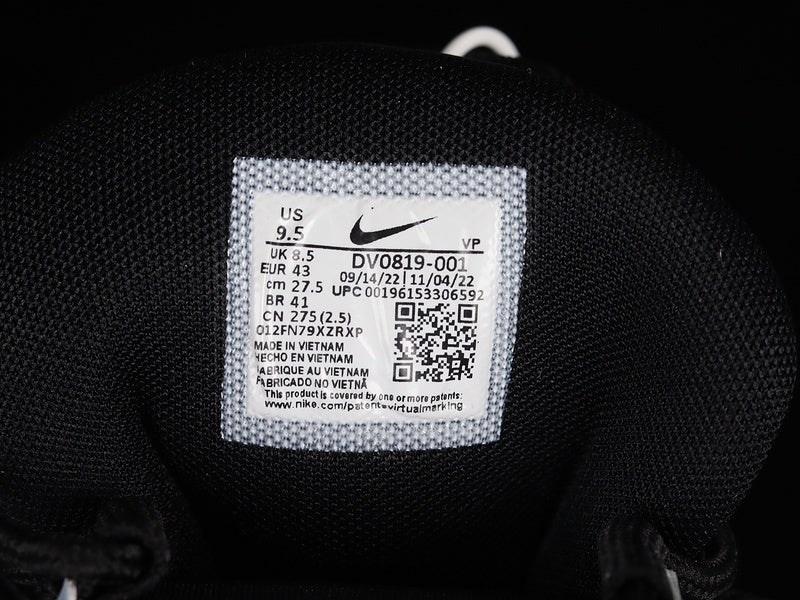 US
9.5
VP
UK 8.5
DV0819-001
EUR 43
09/14/22 | 11/04/22
cm 27.5
UPC 00196153306592
BR 41
CN 275 (2.5)
012FN79XZRXP
MADE IN VIETNAM
HECHO EN VIETNAM
FABRIQUE AU VIETNAM
FABRICADO NO VIETNÃ
This product is covered by one or more patents:
www.nike.com/patent-virtualmarking